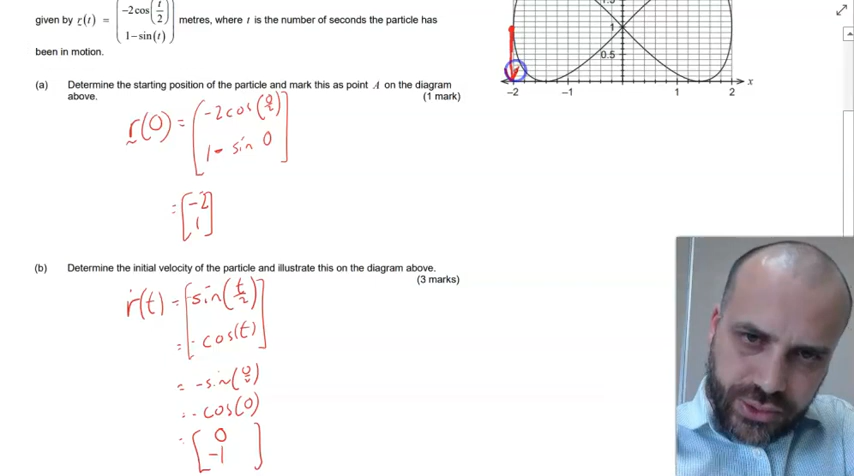 given by r(t) = [−2cos(t/2) 1−sin(t)] metres, where t is the number of seconds the particle has
been in motion.
(a) Determine the starting position of the particle and mark this as point A on the diagram
above. (1 mark)
r(0) = [−2cos(0/2) 1 − sin 0]
= [−2 1]
(b) Determine the initial velocity of the particle and illustrate this on the diagram above.
(3 marks)
ṙ(t) = [sin(t/2)
= − cos(t)]
= −sin(0/2)
= − cos(0)
= [0 −1]
1
0.5
−2 −1 1 2 x